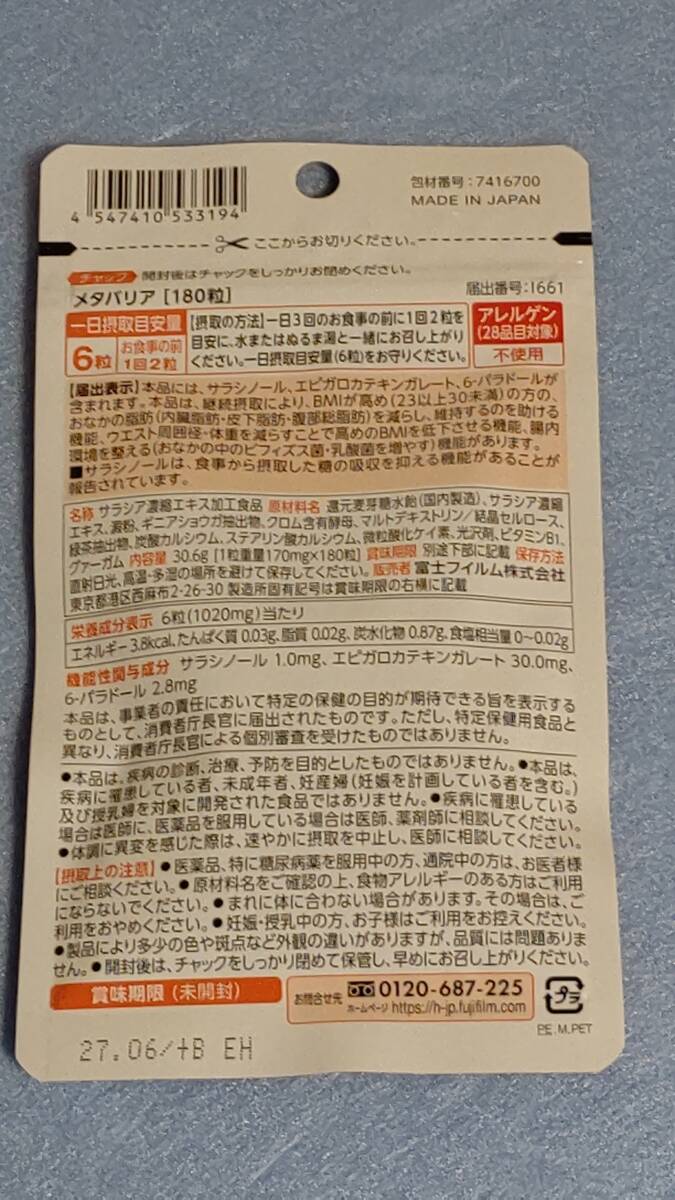 包材番号：7416700
4 547410 533194
MADE IN JAPAN
ここからお切りください。
チャック 開封後はチャックをしっかりお閉めください。
メタバリア［180粒］
届出番号：I661
一日摂取目安量
6粒 お食事の前 1回2粒
【摂取の方法】一日3回のお食事の前に1回2粒を
目安に、水またはぬるま湯と一緒にお召し上がり
ください。一日摂取目安量(6粒)をお守りください。
アレルゲン
(28品目対象)
不使用
【届出表示】本品には、サラシノール、エピガロカテキンガレート、6-パラドールが
含まれます。本品は、継続摂取により、BMIが高め(23以上30未満)の方の、
おなかの脂肪(内臓脂肪・皮下脂肪・腹部総脂肪)を減らし、維持するのを助ける
機能、ウエスト周囲径・体重を減らすことで高めのBMIを低下させる機能、腸内
環境を整える(おなかの中のビフィズス菌・乳酸菌を増やす)機能があります。
■サラシノールは、食事から摂取した糖の吸収を抑える機能があることが
報告されています。
名称 サラシア濃縮エキス加工食品 原材料名 還元麦芽糖水飴(国内製造)、サラシア濃縮
エキス、澱粉、ギニアショウガ抽出物、クロム含有酵母、マルトデキストリン／結晶セルロース、
緑茶抽出物、炭酸カルシウム、ステアリン酸カルシウム、微粒酸化ケイ素、光沢剤、ビタミンB1、
グァーガム 内容量 30.6g [1粒重量170mg×180粒] 賞味期限 別途下部に記載 保存方法
直射日光、高温・多湿の場所を避けて保存してください。 販売者 富士フイルム株式会社
東京都港区西麻布2-26-30 製造所固有記号は賞味期限の右横に記載
栄養成分表示 6粒(1020mg)当たり
エネルギー 3.8kcal、たんぱく質 0.03g、脂質 0.02g、炭水化物 0.87g、食塩相当量 0～0.02g
機能性関与成分 サラシノール 1.0mg、エピガロカテキンガレート 30.0mg、
6-パラドール 2.8mg
本品は、事業者の責任において特定の保健の目的が期待できる旨を表示する
ものとして、消費者庁長官に届出されたものです。ただし、特定保健用食品と
異なり、消費者庁長官による個別審査を受けたものではありません。
●本品は、疾病の診断、治療、予防を目的としたものではありません。●本品は、
疾病に罹患している者、未成年者、妊産婦(妊娠を計画している者を含む。)
及び授乳婦を対象に開発された食品ではありません。●疾病に罹患している
場合は医師に、医薬品を服用している場合は医師、薬剤師に相談してください。
●体調に異変を感じた際は、速やかに摂取を中止し、医師に相談してください。
【摂取上の注意】●医薬品、特に糖尿病薬を服用中の方、通院中の方は、お医者様
にご相談ください。●原材料名をご確認の上、食物アレルギーのある方はご利用
にならないでください。●まれに体に合わない場合があります。その場合は、ご
利用をおやめください。●妊娠・授乳中の方、お子様はご利用をお控えください。
●製品により多少の色や斑点など外観の違いがありますが、品質には問題ありま
せん。●開封後は、チャックをしっかり閉めて保管し、早めにお召し上がりください。
賞味期限（未開封）
お問合せ先 0120-687-225
ホームページ https://h-jp.fujifilm.com
プラ
PE,M,PET
27.06/+B EH